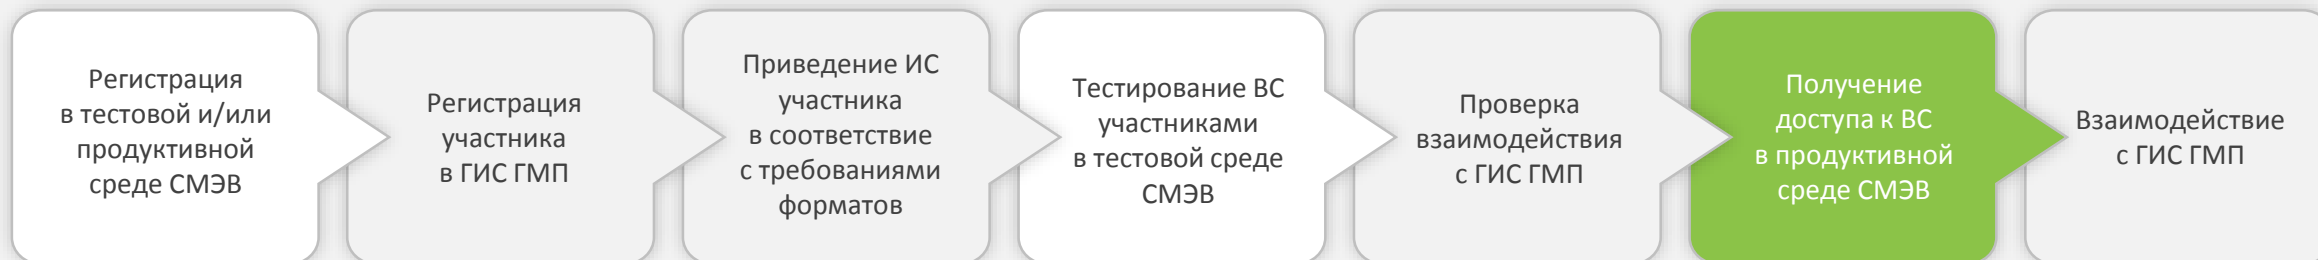 Регистрация
в тестовой и/или
продуктивной
среде СМЭВ
Регистрация
участника
в ГИС ГМП
Приведение ИС
участника
в соответствие
с требованиями
форматов
Тестирование ВС
участниками
в тестовой среде
СМЭВ
Проверка
взаимодействия
с ГИС ГМП
Получение
доступа к ВС
в продуктивной
среде СМЭВ
Взаимодействие
с ГИС ГМП